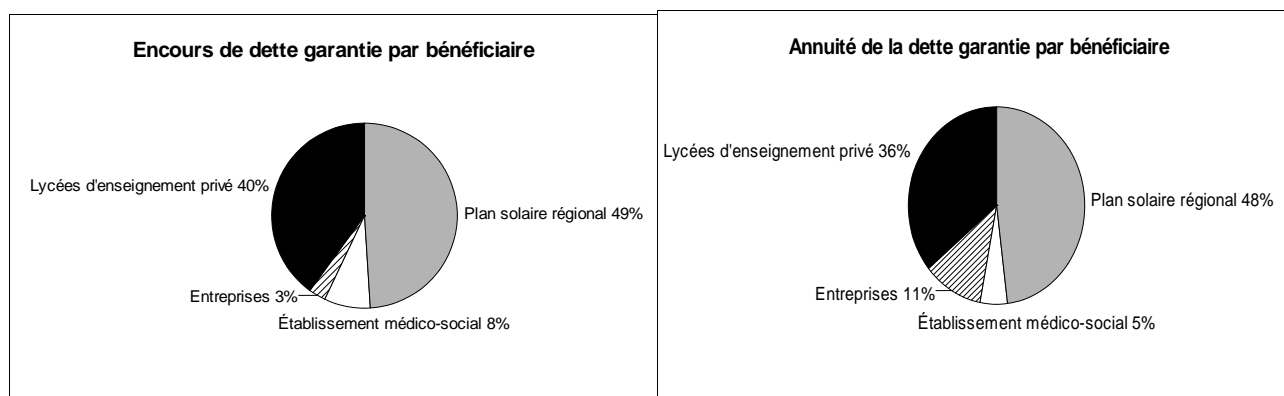 Encours de dette garantie par bénéficiaire
Lycées d'enseignement privé 40%
Plan solaire régional 49%
Entreprises 3%
Établissement médico-social 8%
Annuité de la dette garantie par bénéficiaire
Lycées d'enseignement privé 36%
Plan solaire régional 48%
Entreprises 11%
Établissement médico-social 5%